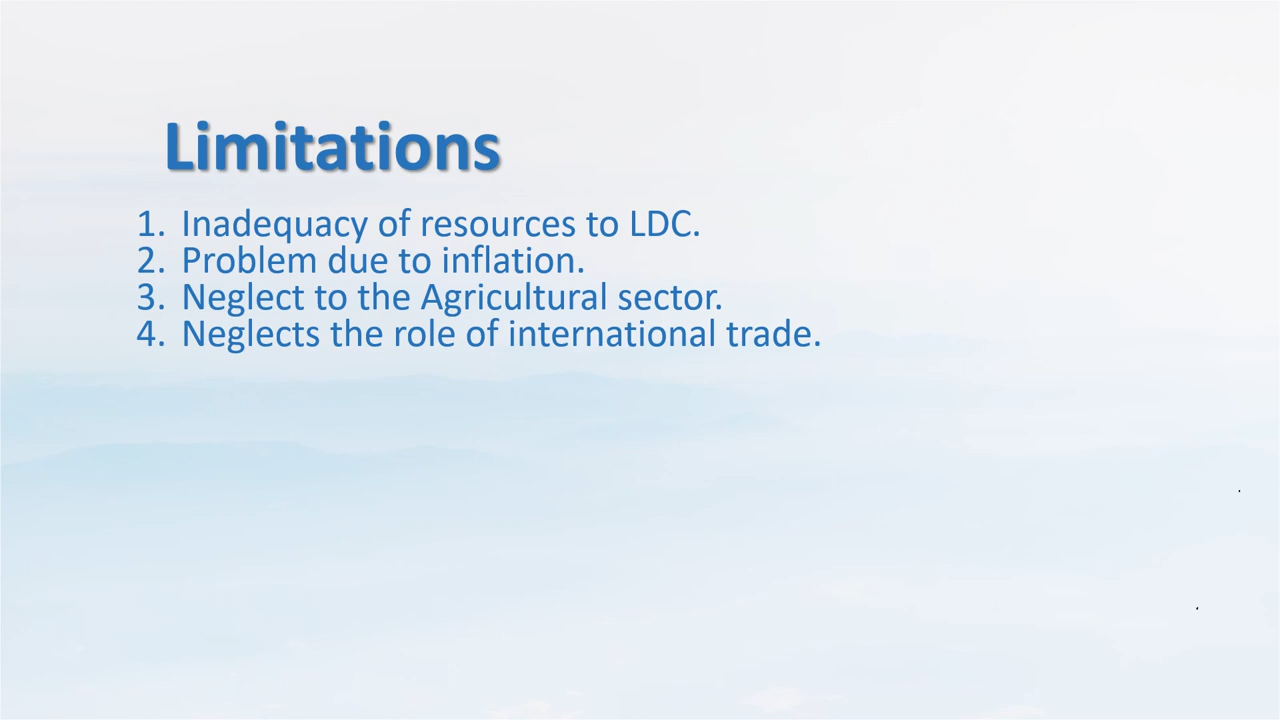 Limitations
1. Inadequacy of resources to LDC.
2. Problem due to inflation.
3. Neglect to the Agricultural sector.
4. Neglects the role of international trade.